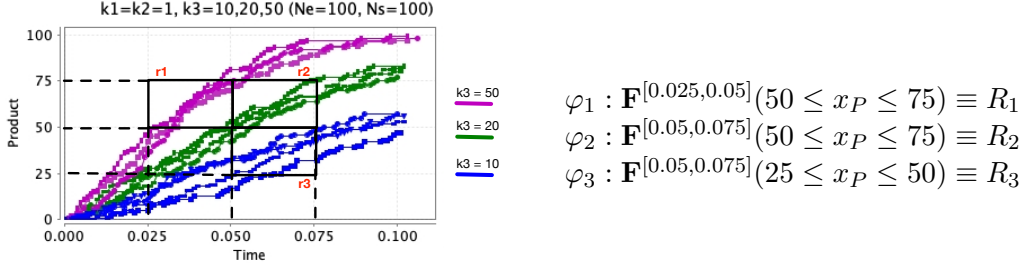 k1=k2=1, k3=10,20,50 (Ne=100, Ns=100)
100
75
50
25
0
Product
r1
r2
r3
0.000
0.025
0.050
0.075
0.100
Time
k3 = 50
k3 = 20
k3 = 10
φ₁ : F^[0.025,0.05](50 ≤ x_P ≤ 75) ≡ R₁
φ₂ : F^[0.05,0.075](50 ≤ x_P ≤ 75) ≡ R₂
φ₃ : F^[0.05,0.075](25 ≤ x_P ≤ 50) ≡ R₃